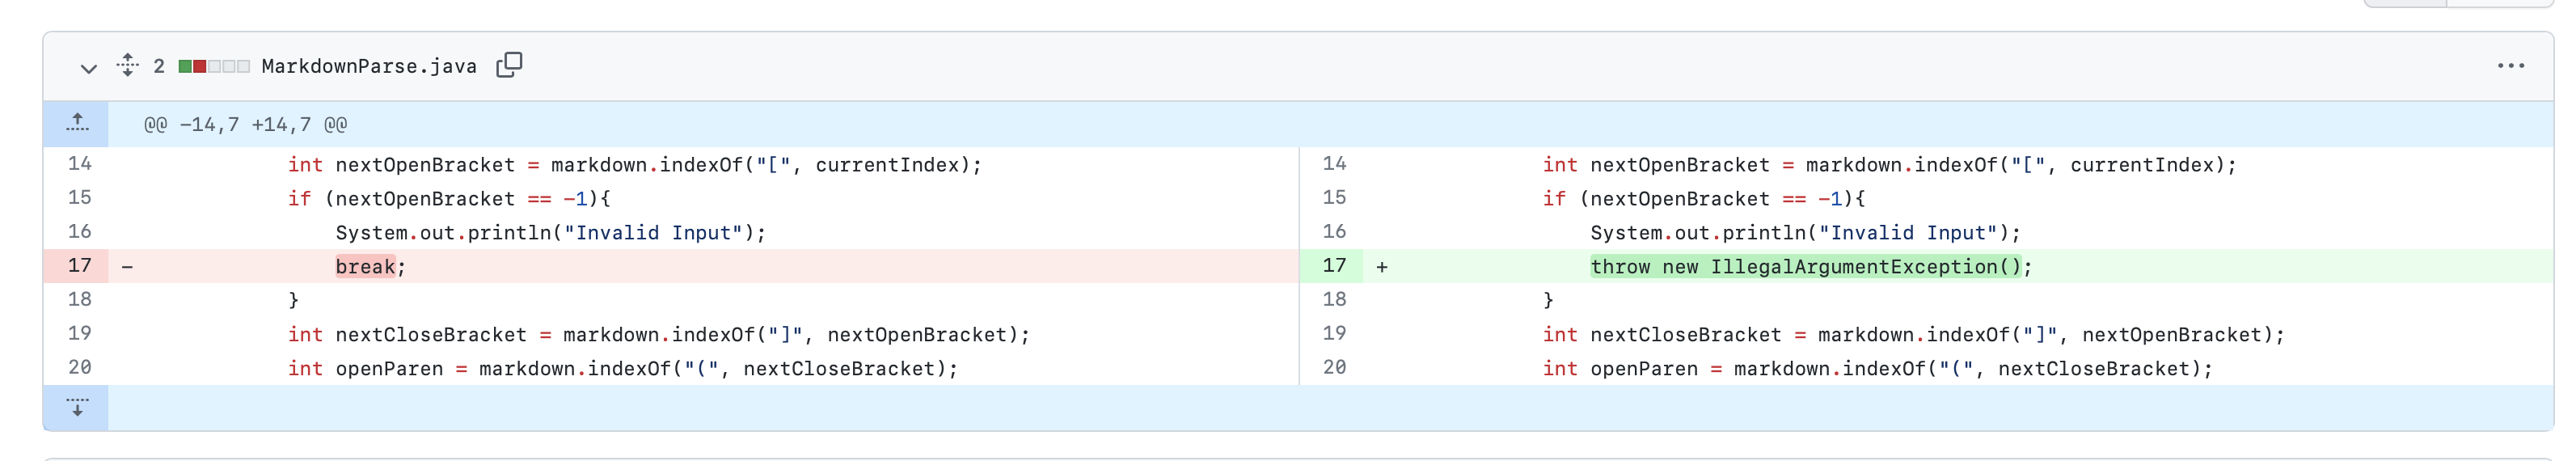 2 MarkdownParse.java
@@ -14,7 +14,7 @@
14 int nextOpenBracket = markdown.indexOf("[", currentIndex);
15 if (nextOpenBracket == -1){
16 System.out.println("Invalid Input");
17 - break;
18 }
19 int nextCloseBracket = markdown.indexOf("]", nextOpenBracket);
20 int openParen = markdown.indexOf("(", nextCloseBracket);
14 int nextOpenBracket = markdown.indexOf("[", currentIndex);
15 if (nextOpenBracket == -1){
16 System.out.println("Invalid Input");
17 + throw new IllegalArgumentException();
18 }
19 int nextCloseBracket = markdown.indexOf("]", nextOpenBracket);
20 int openParen = markdown.indexOf("(", nextCloseBracket);